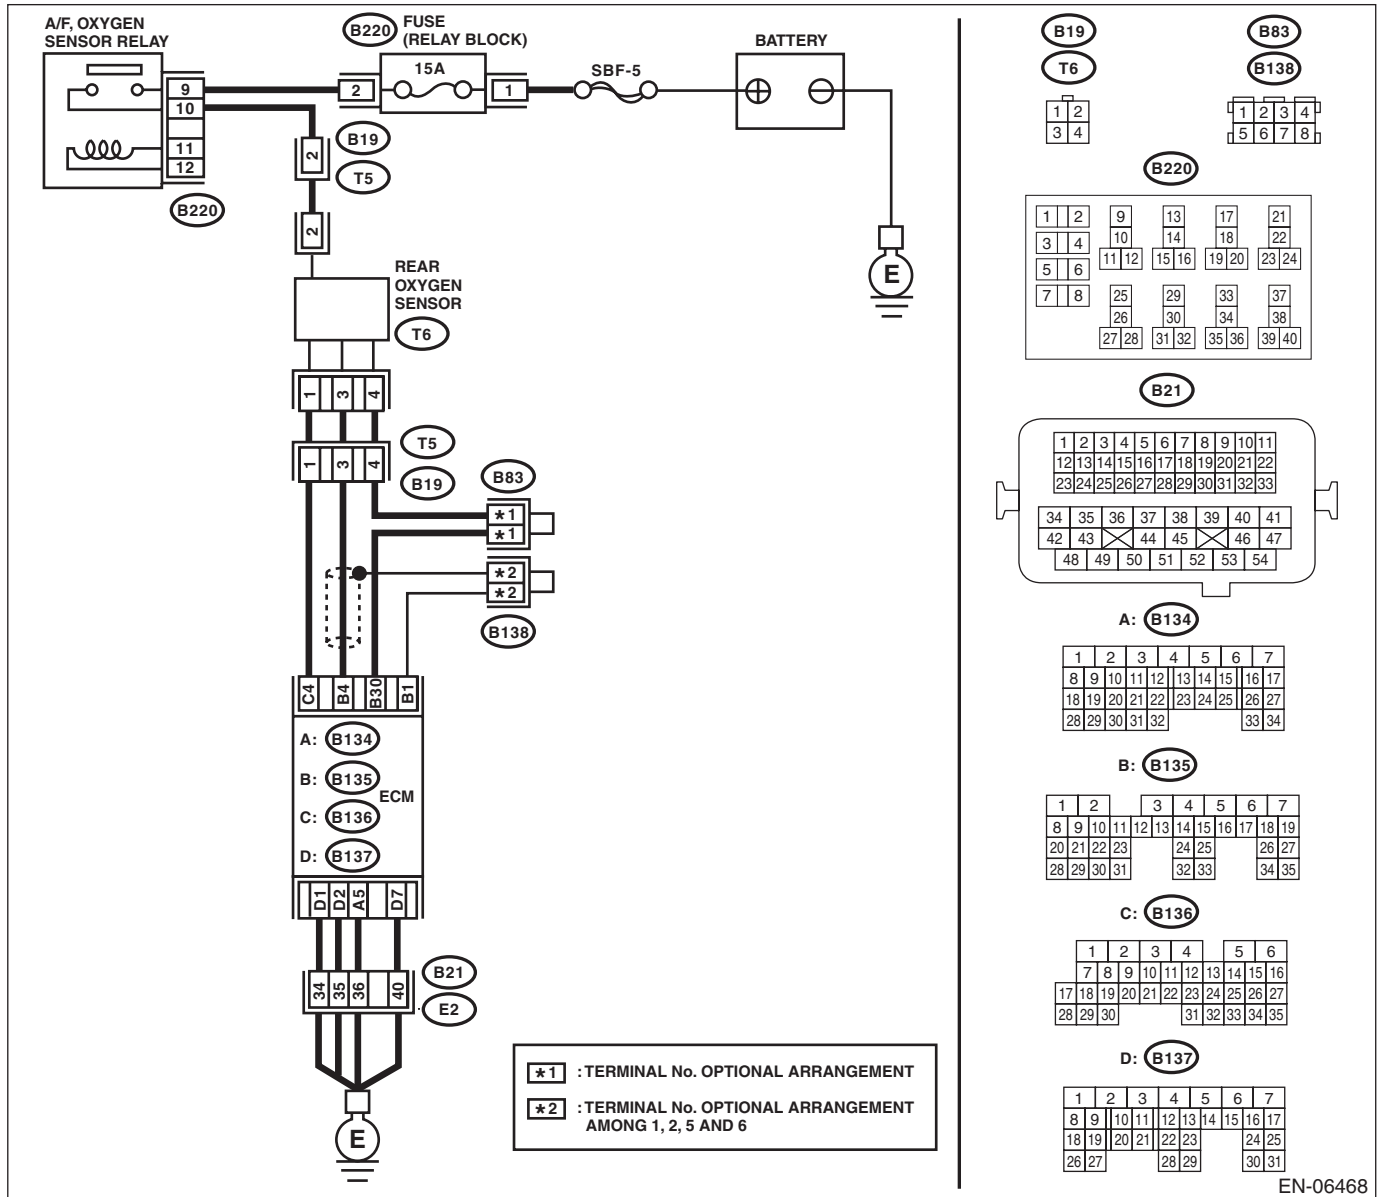 A/F, OXYGEN
SENSOR RELAY
B220
FUSE
(RELAY BLOCK)
15A
SBF-5
BATTERY
9
10
11
12
2
1
B220
2
B19
T5
2
E
REAR
OXYGEN
SENSOR
T6
1 3 4
1 3 4
T5
B19
B83
*1
*1
*2
*2
B138
C4 B4 B30 B1
A: B134
B: B135
ECM
C: B136
D: B137
D1 D2 A5 D7
34 35 36 40
B21
E2
E
*1 : TERMINAL No. OPTIONAL ARRANGEMENT
*2 : TERMINAL No. OPTIONAL ARRANGEMENT
AMONG 1, 2, 5 AND 6
B19 B83
T6 B138
1 2
3 4
1 2 3 4
5 6 7 8
B220
1 2 9 13 17 21
3 4 10 14 18 22
5 6 11 12 15 16 19 20 23 24
7 8 25 29 33 37
26 30 34 38
27 28 31 32 35 36 39 40
B21
1 2 3 4 5 6 7 8 9 10 11
12 13 14 15 16 17 18 19 20 21 22
23 24 25 26 27 28 29 30 31 32 33
34 35 36 37 38 39 40 41
42 43 44 45 46 47
48 49 50 51 52 53 54
A: B134
1 2 3 4 5 6 7
8 9 10 11 12 13 14 15 16 17
18 19 20 21 22 23 24 25 26 27
28 29 30 31 32 33 34
B: B135
1 2 3 4 5 6 7
8 9 10 11 12 13 14 15 16 17 18 19
20 21 22 23 24 25 26 27
28 29 30 31 32 33 34 35
C: B136
1 2 3 4 5 6
7 8 9 10 11 12 13 14 15 16
17 18 19 20 21 22 23 24 25 26 27
28 29 30 31 32 33 34 35
D: B137
1 2 3 4 5 6 7
8 9 10 11 12 13 14 15 16 17
18 19 20 21 22 23 24 25
26 27 28 29 30 31
EN-06468